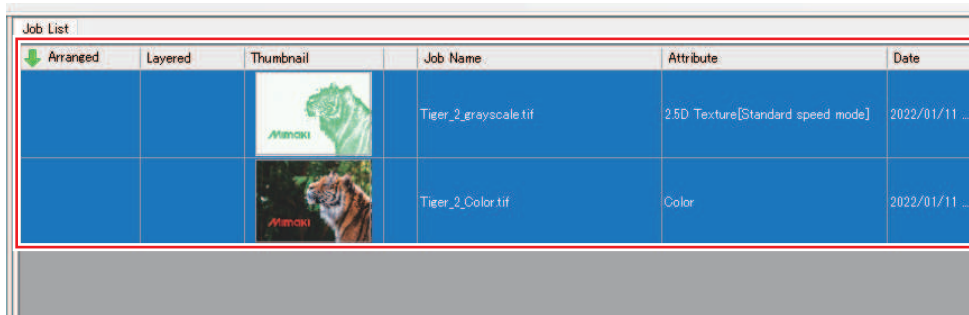 Job List
Arranged Layered Thumbnail Job Name Attribute Date
Mimaki Tiger_2_grayscale.tif 2.5D Texture[Standard speed mode] 2022/01/11 ...
Mimaki Tiger_2_Color.tif Color 2022/01/11 ...